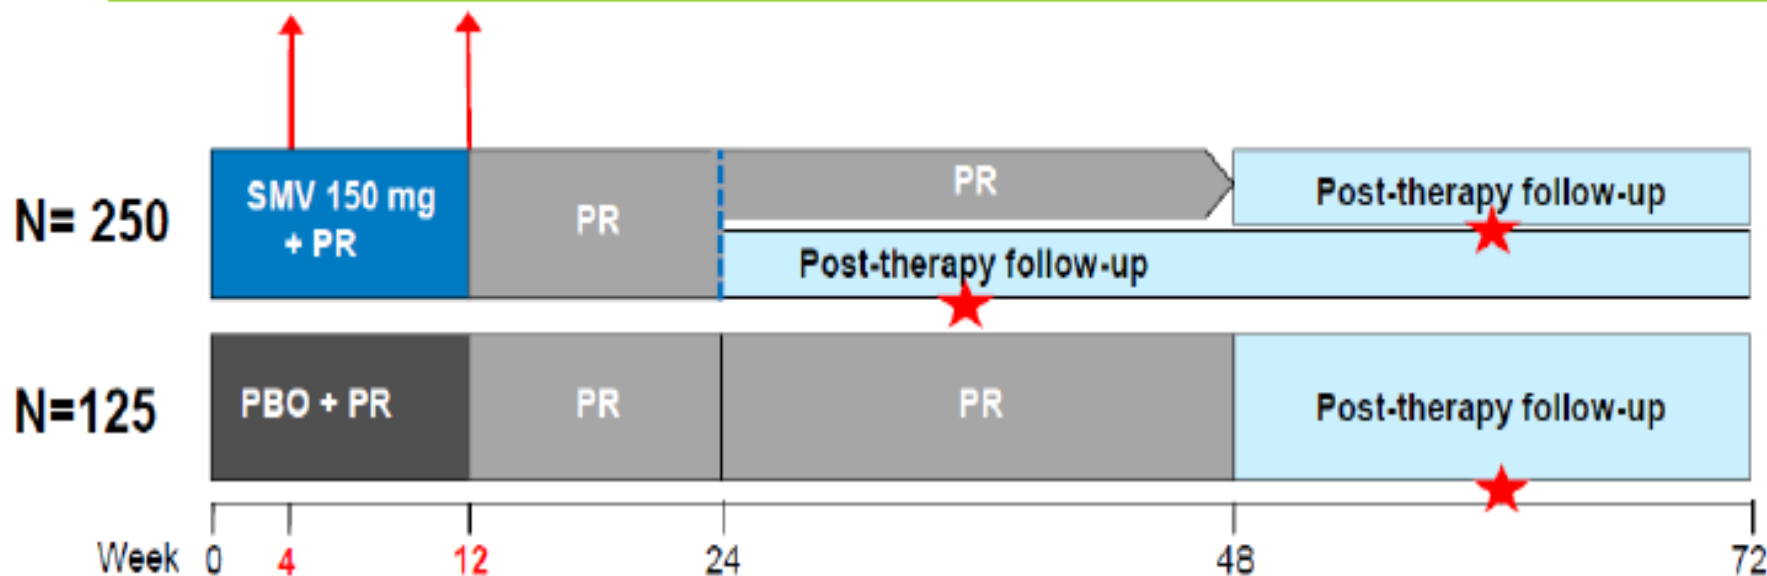 N= 250
SMV 150 mg
+ PR
PR
PR
Post-therapy follow-up
Post-therapy follow-up
N=125
PBO + PR
PR
PR
Post-therapy follow-up
Week 0 4 12 24 48 72